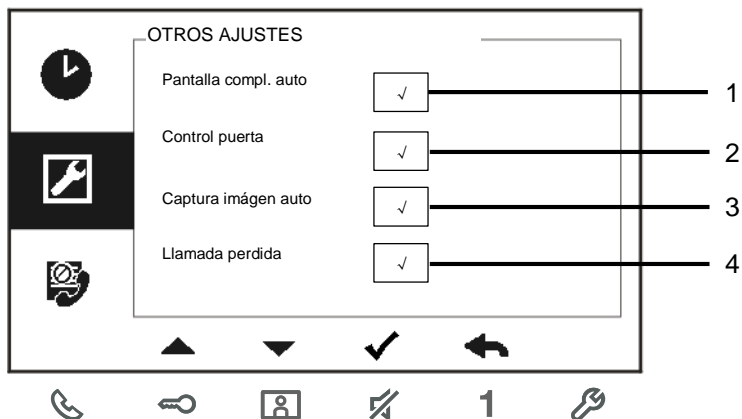 OTROS AJUSTES
Pantalla compl. auto √ 1
Control puerta √ 2
Captura imágen auto √ 3
Llamada perdida √ 4
1